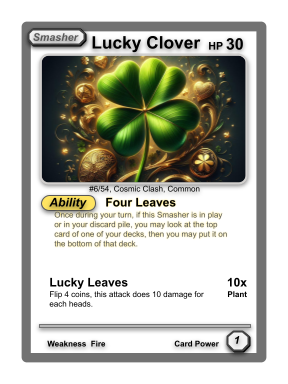 Smasher
Lucky Clover HP 30
#6/54, Cosmic Clash, Common
Ability Four Leaves
Once during your turn, if this Smasher is in play
or in your discard pile, you may look at the top
card of one of your decks, then you may put it on
the bottom of that deck.
Lucky Leaves 10x
Flip 4 coins, this attack does 10 damage for Plant
each heads.
Weakness Fire Card Power 1